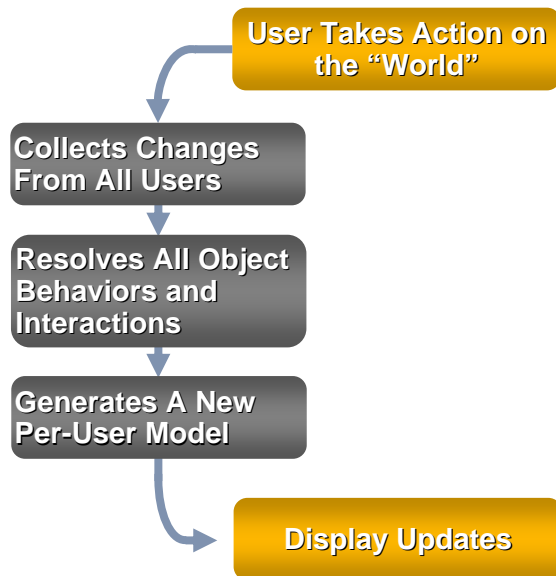 User Takes Action on
the “World”
Collects Changes
From All Users
Resolves All Object
Behaviors and
Interactions
Generates A New
Per-User Model
Display Updates